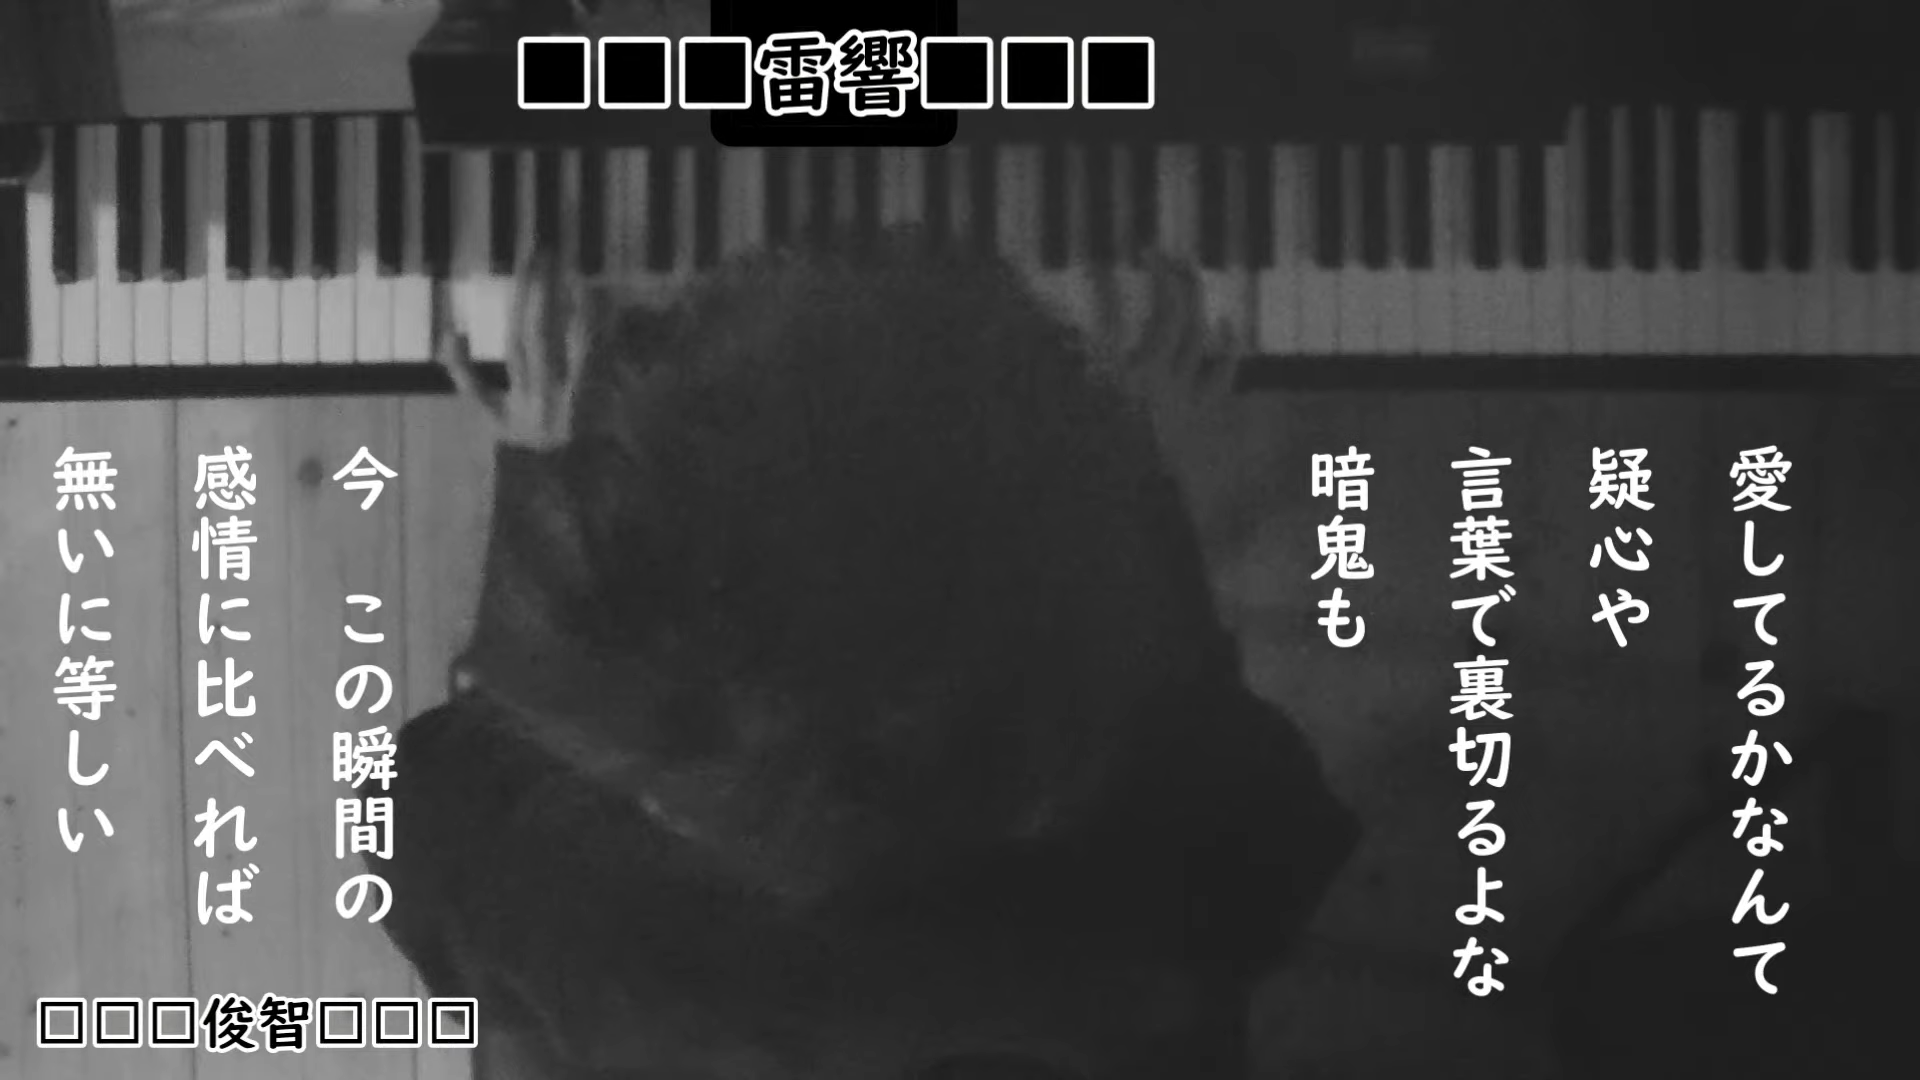 □□□雷響□□□
愛してるかなんて
疑心や
言葉で裏切るよな
暗鬼も
今　この瞬間の
感情に比べれば
無いに等しい
□□□俊智□□□